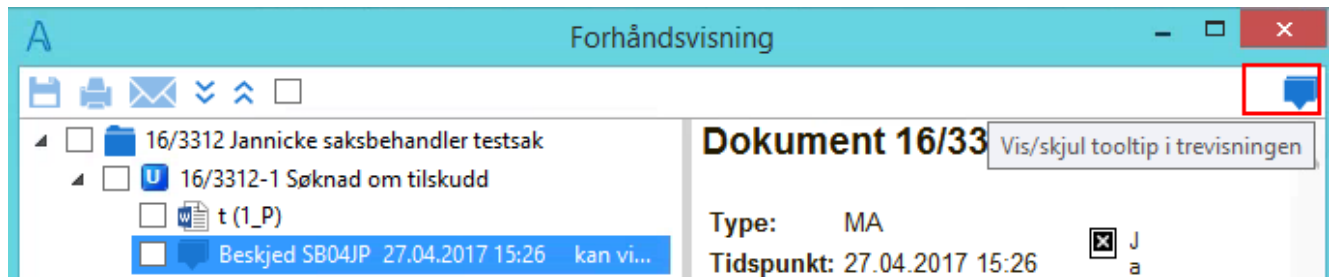 Forhåndsvisning
16/3312 Jannicke saksbehandler testsak
Dokument 16/33
Vis/skjul tooltip i trevisningen
U 16/3312-1 Søknad om tilskudd
t (1_P)
Type: MA
J
Beskjed SB04JP 27.04.2017 15:26 kan vi...
Tidspunkt: 27.04.2017 15:26
a